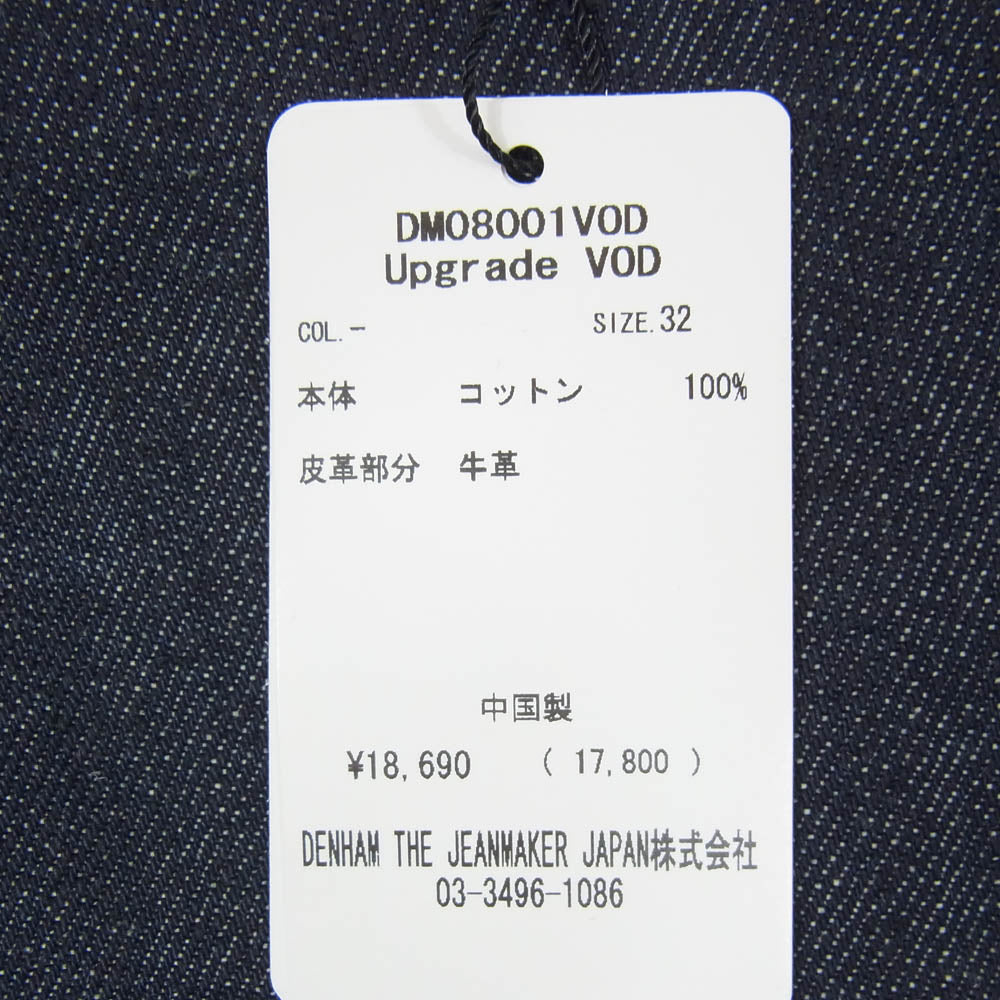 DM08001VOD
Upgrade VOD
COL.- SIZE.32
本体 コットン 100%
皮革部分 牛革
中国製
¥18,690 ( 17,800 )
DENHAM THE JEANMAKER JAPAN株式会社
03-3496-1086